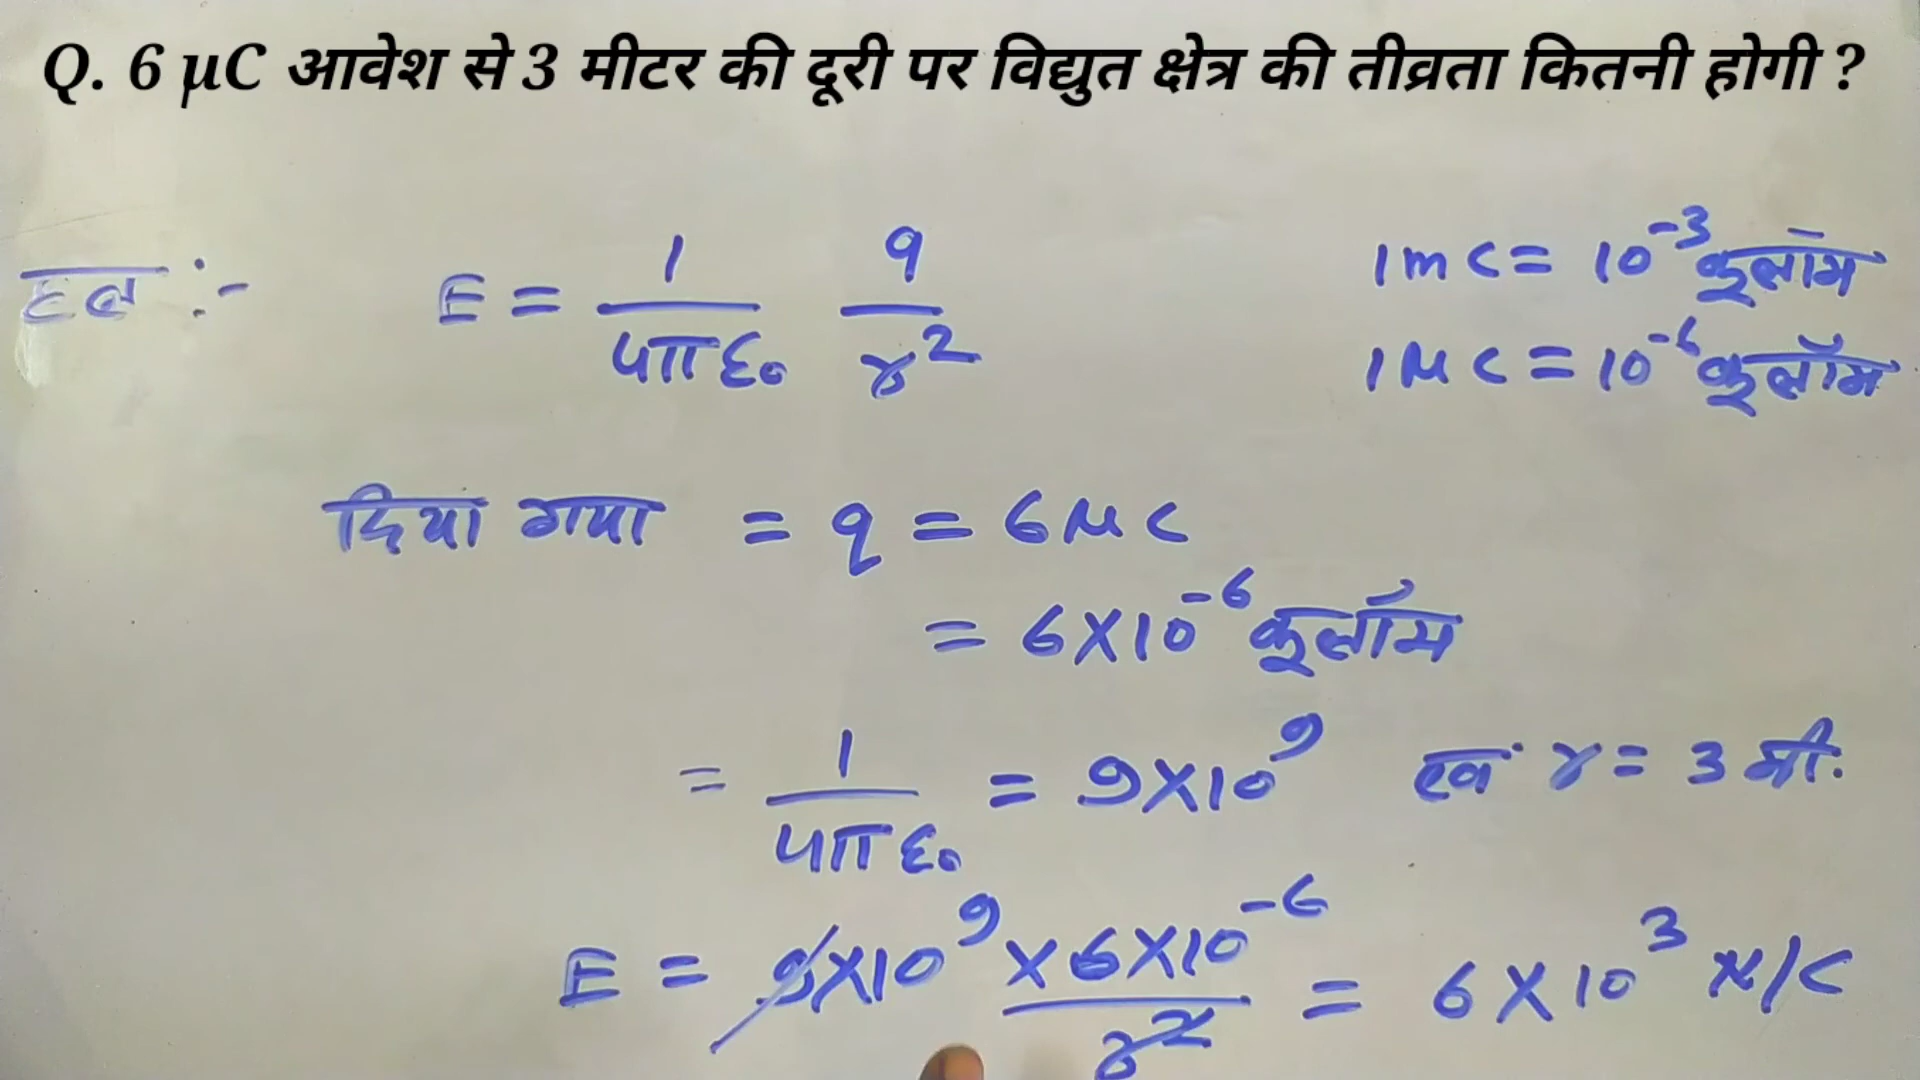 Q. 6 μC आवेश से 3 मीटर की दूरी पर विद्युत क्षेत्र की तीव्रता कितनी होगी ?
हल :-
E = 1/4πε₀ q/r²
1mC = 10⁻³ कूलॉम
1μC = 10⁻⁶ कूलॉम
दिया गया = q = 6μC
= 6×10⁻⁶ कूलॉम
= 1/4πε₀ = 9×10⁹ एवं r = 3 मी.
E = 9×10⁹ × 6×10⁻⁶/r² = 6×10³ N/C